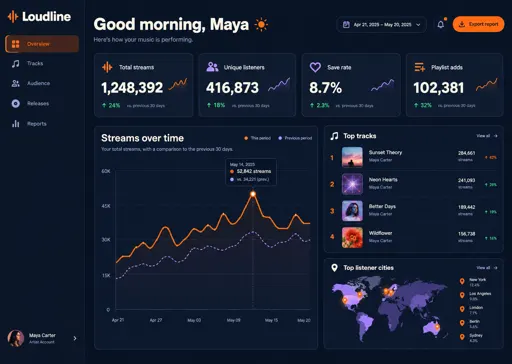 Loudline
Overview
Tracks
Audience
Releases
Reports
Maya Carter
Artist Account
Good morning, Maya
Here's how your music is performing.
Apr 21, 2025 – May 20, 2025
Export report
Total streams
1,248,392
24%
vs. previous 30 days
Unique listeners
416,873
18%
vs. previous 30 days
Save rate
8.7%
2.3%
vs. previous 30 days
Playlist adds
102,381
32%
vs. previous 30 days
Streams over time
This period
Previous period
Your total streams, with a comparison to the previous 30 days.
May 14, 2025
52,842 streams
vs. 34,221 (prev.)
60K
45K
30K
15K
0
Apr 21
Apr 27
May 03
May 09
May 15
May 20
Top tracks
View all
1
Sunset Theory
Maya Carter
284,661
streams
2
Neon Hearts
Maya Carter
241,093
streams
3
Better Days
Maya Carter
189,442
streams
4
Wildflower
Maya Carter
156,738
streams
Top listener cities
View all
New York
Los Angeles
London
Berlin
Sydney